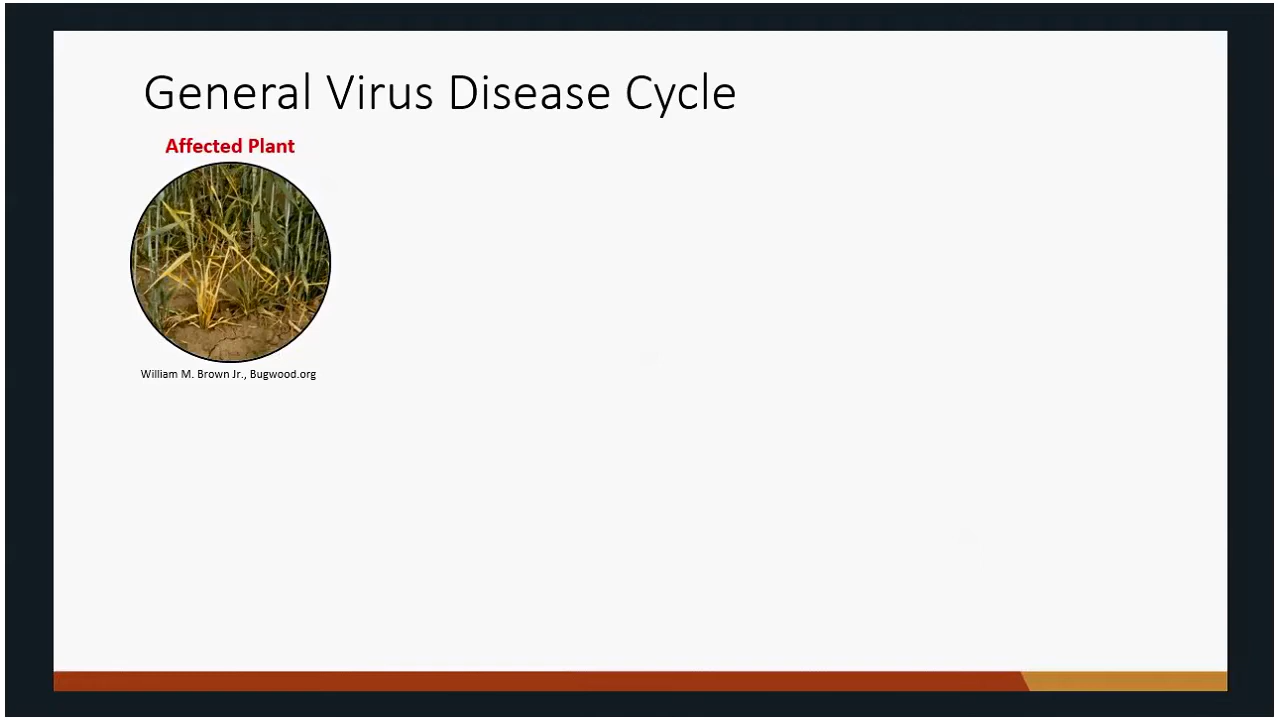 General Virus Disease Cycle
Affected Plant
William M. Brown Jr., Bugwood.org